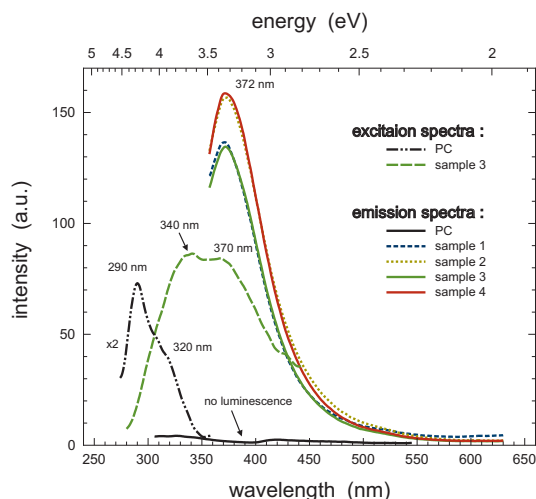 energy (eV)
5 4.5 4 3.5 3 2.5 2
372 nm
150
excitaion spectra :
PC
sample 3
340 nm
370 nm
emission spectra :
PC
sample 1
sample 2
sample 3
sample 4
100
intensity (a.u.)
290 nm
x2
320 nm
50
no luminescence
0
250 300 350 400 450 500 550 600 650
wavelength (nm)